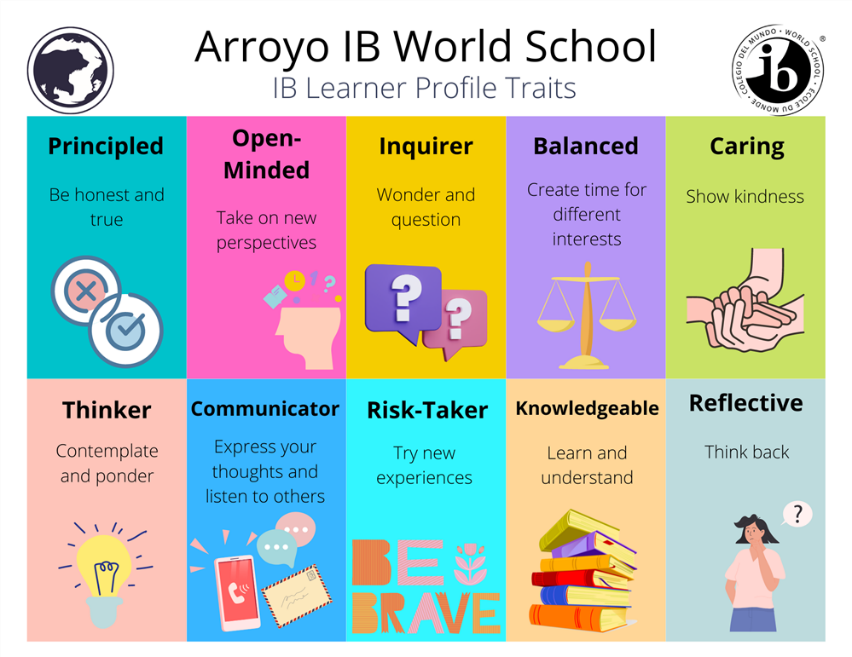 Arroyo IB World School
IB Learner Profile Traits
COLEGIO DEL MUNDO · WORLD SCHOOL · ÉCOLE DU MONDE ·
ib
®
Principled
Be honest and
true
Open-
Minded
Take on new
perspectives
?
Inquirer
Wonder and
question
?
?
Balanced
Create time for
different
interests
Caring
Show kindness
Thinker
Contemplate
and ponder
Communicator
Express your
thoughts and
listen to others
Risk-Taker
Try new
experiences
BE
BRAVE
Knowledgeable
Learn and
understand
Reflective
Think back
?